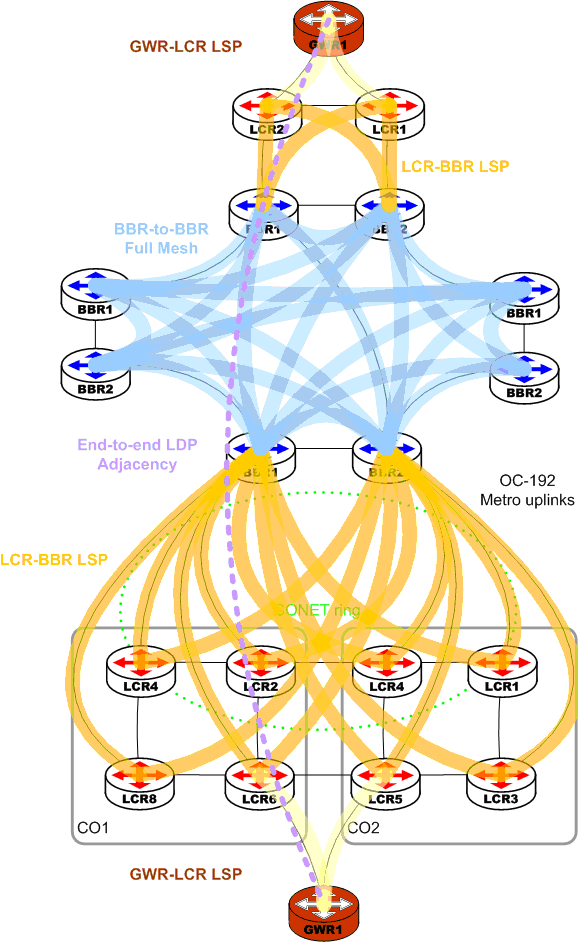 GWR-LCR LSP
GWR1
LCR2
LCR1
LCR-BBR LSP
BBR1
BBR2
BBR-to-BBR
Full Mesh
BBR1
BBR1
BBR2
BBR2
End-to-end LDP
Adjacency
BBR1
BBR2
OC-192
Metro uplinks
LCR-BBR LSP
SONET ring
LCR4
LCR2
LCR4
LCR1
LCR8
LCR6
LCR5
LCR3
CO1
CO2
GWR-LCR LSP
GWR1